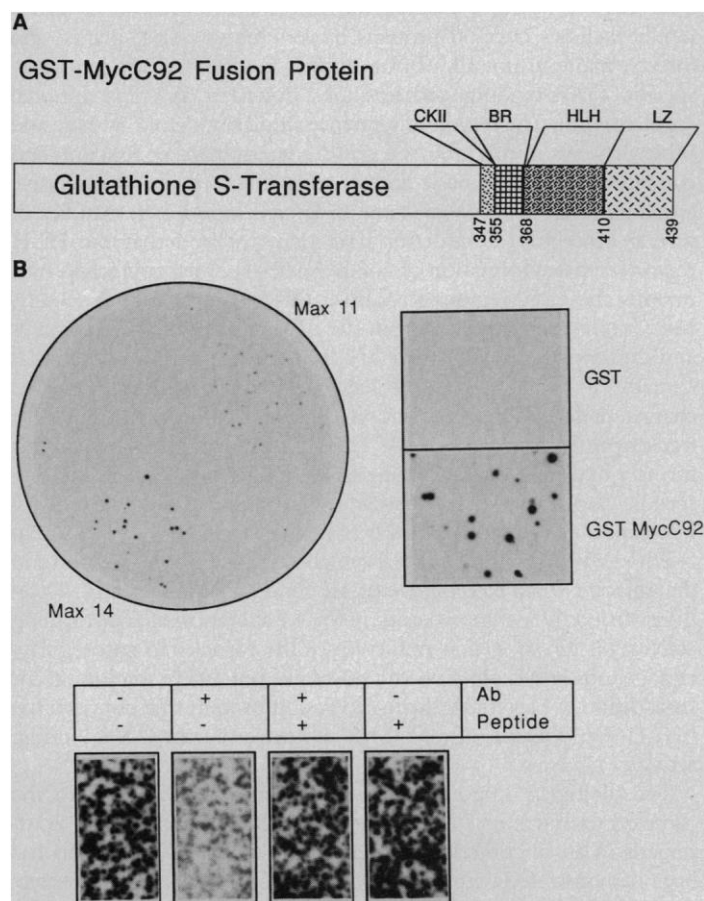 A
GST-MycC92 Fusion Protein
CKII BR HLH LZ
Glutathione S-Transferase
347 355 368 410 439
B
Max 11
GST
GST MycC92
Max 14
- + + Ab
+ + Peptide